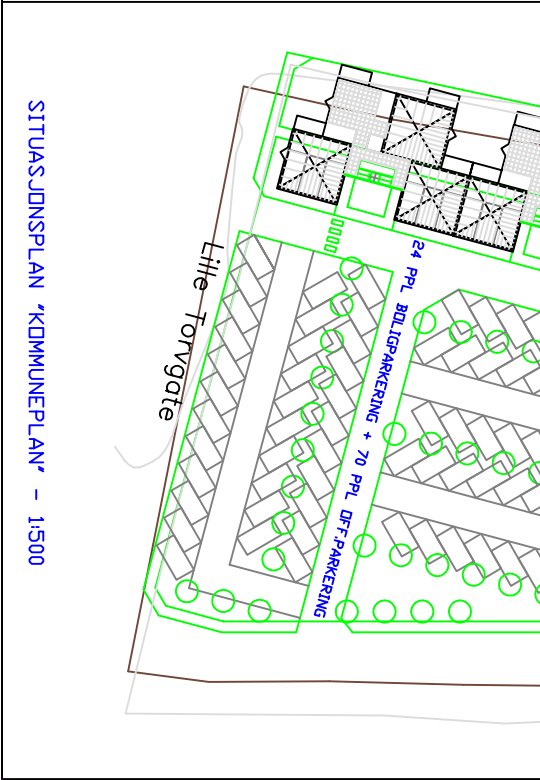 SITUASJONSPLAN "KOMMUNEPLAN" - 1:500
Lille Torvgate
24 PPL BOLIGPARKERING + 70 PPL OFF.PARKERING